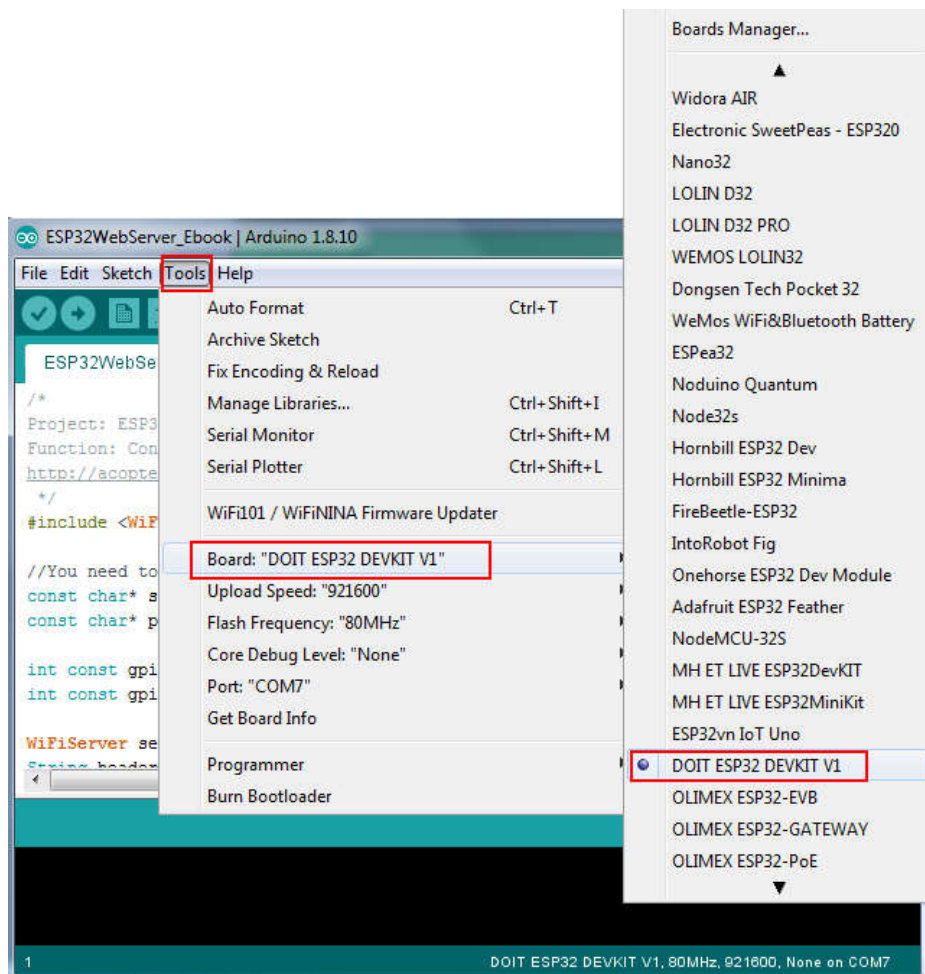 ESP32WebServer_Ebook | Arduino 1.8.10
File Edit Sketch Tools Help
ESP32WebSe
/*
Project: ESP3
Function: Con
http://acopte
*/
#include <WiF
//You need to
const char* s
const char* p
int const gpi
int const gpi
WiFiServer se
String header
Auto Format Ctrl+T
Archive Sketch
Fix Encoding & Reload
Manage Libraries... Ctrl+Shift+I
Serial Monitor Ctrl+Shift+M
Serial Plotter Ctrl+Shift+L
WiFi101 / WiFiNINA Firmware Updater
Board: "DOIT ESP32 DEVKIT V1"
Upload Speed: "921600"
Flash Frequency: "80MHz"
Core Debug Level: "None"
Port: "COM7"
Get Board Info
Programmer
Burn Bootloader
Boards Manager...
Widora AIR
Electronic SweetPeas - ESP320
Nano32
LOLIN D32
LOLIN D32 PRO
WEMOS LOLIN32
Dongsen Tech Pocket 32
WeMos WiFi&Bluetooth Battery
ESPea32
Noduino Quantum
Node32s
Hornbill ESP32 Dev
Hornbill ESP32 Minima
FireBeetle-ESP32
IntoRobot Fig
Onehorse ESP32 Dev Module
Adafruit ESP32 Feather
NodeMCU-32S
MH ET LIVE ESP32DevKIT
MH ET LIVE ESP32MiniKit
ESP32vn IoT Uno
DOIT ESP32 DEVKIT V1
OLIMEX ESP32-EVB
OLIMEX ESP32-GATEWAY
OLIMEX ESP32-PoE
1 DOIT ESP32 DEVKIT V1, 80MHz, 921600, None on COM7